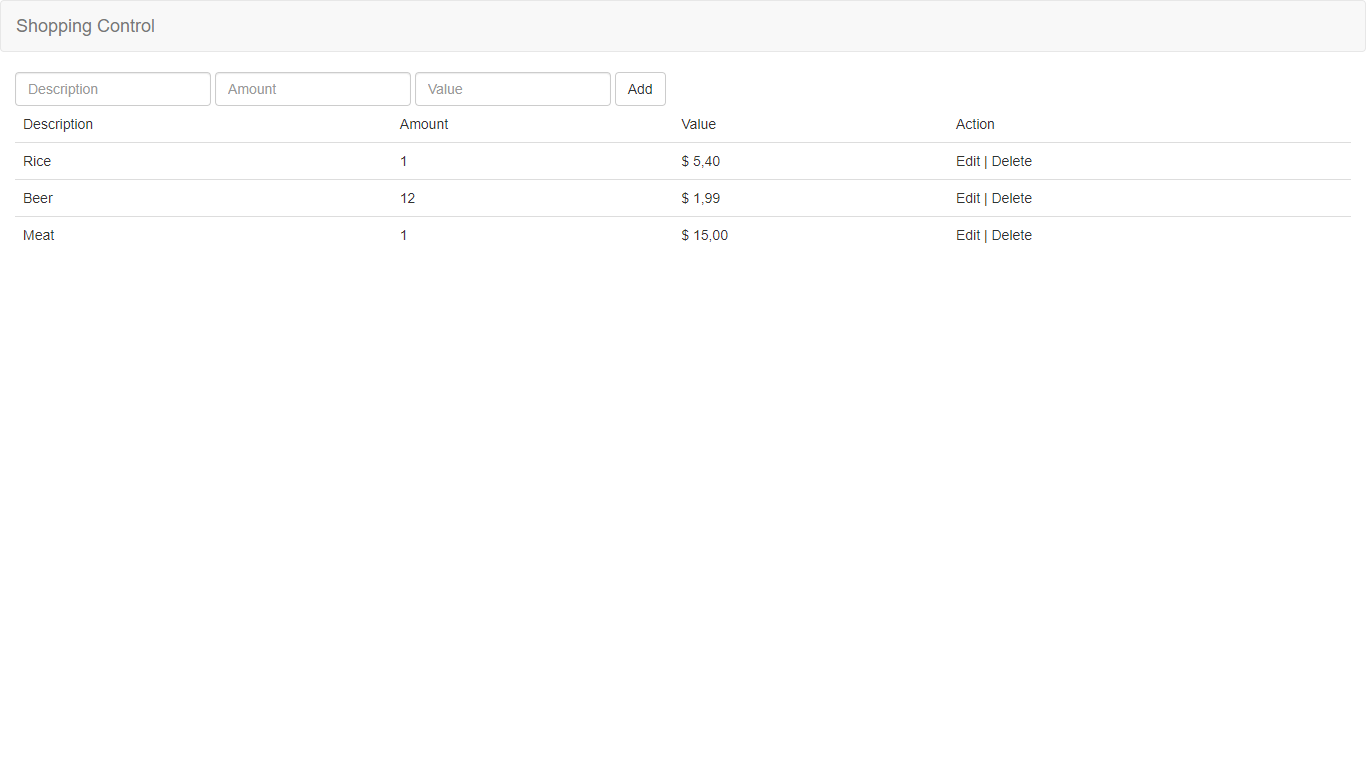 Shopping Control
Description Amount Value Add
Description Amount Value Action
Rice 1 $ 5,40 Edit | Delete
Beer 12 $ 1,99 Edit | Delete
Meat 1 $ 15,00 Edit | Delete